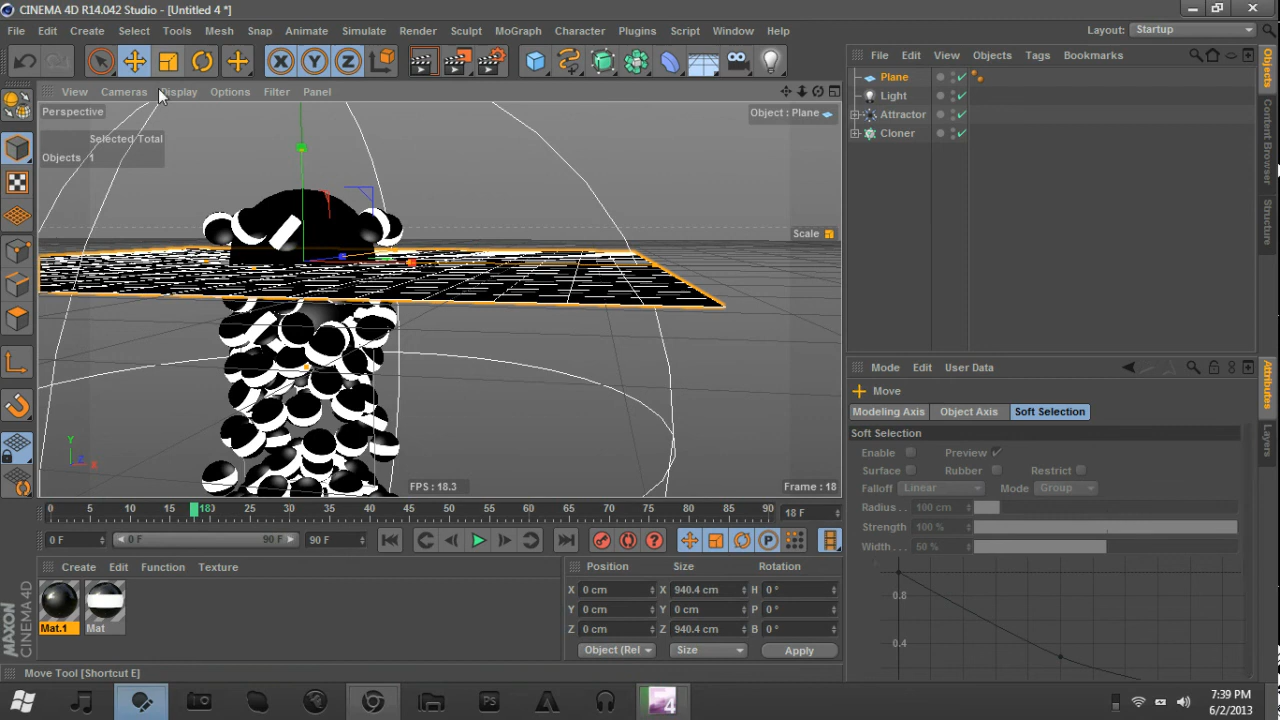 CINEMA 4D R14.042 Studio - [Untitled 4 *]
File Edit Create Select Tools Mesh Snap Animate Simulate Render Sculpt MoGraph Character Plugins Script Window Help
Layout: Startup
X Y Z
View Cameras Display Options Filter Panel
Perspective
Object : Plane
Selected Total
Objects 1
Scale
Y
Z X
FPS : 18.3
Frame : 18
File Edit View Objects Tags Bookmarks
Plane
Light
Attractor
Cloner
Objects
Content Browser
Structure
Mode Edit User Data
Move
Modeling Axis Object Axis Soft Selection
Soft Selection
Enable Preview
Surface Rubber Restrict
Falloff Linear Mode Group
Radius . . 100 cm
Strength 100 %
Width . . 50 %
0.8
0.4
Attributes
Layers
0 5 10 15 18 25 30 35 40 45 50 55 60 65 70 75 80 85 90 18 F
0 F 0 F 90 F 90 F
P
Create Edit Function Texture
Mat.1 Mat
Position Size Rotation
X 0 cm X 940.4 cm H 0 °
Y 0 cm Y 0 cm P 0 °
Z 0 cm Z 940.4 cm B 0 °
Object (Rel Size Apply
MAXON CINEMA 4D
Move Tool [Shortcut E]
7:39 PM
6/2/2013